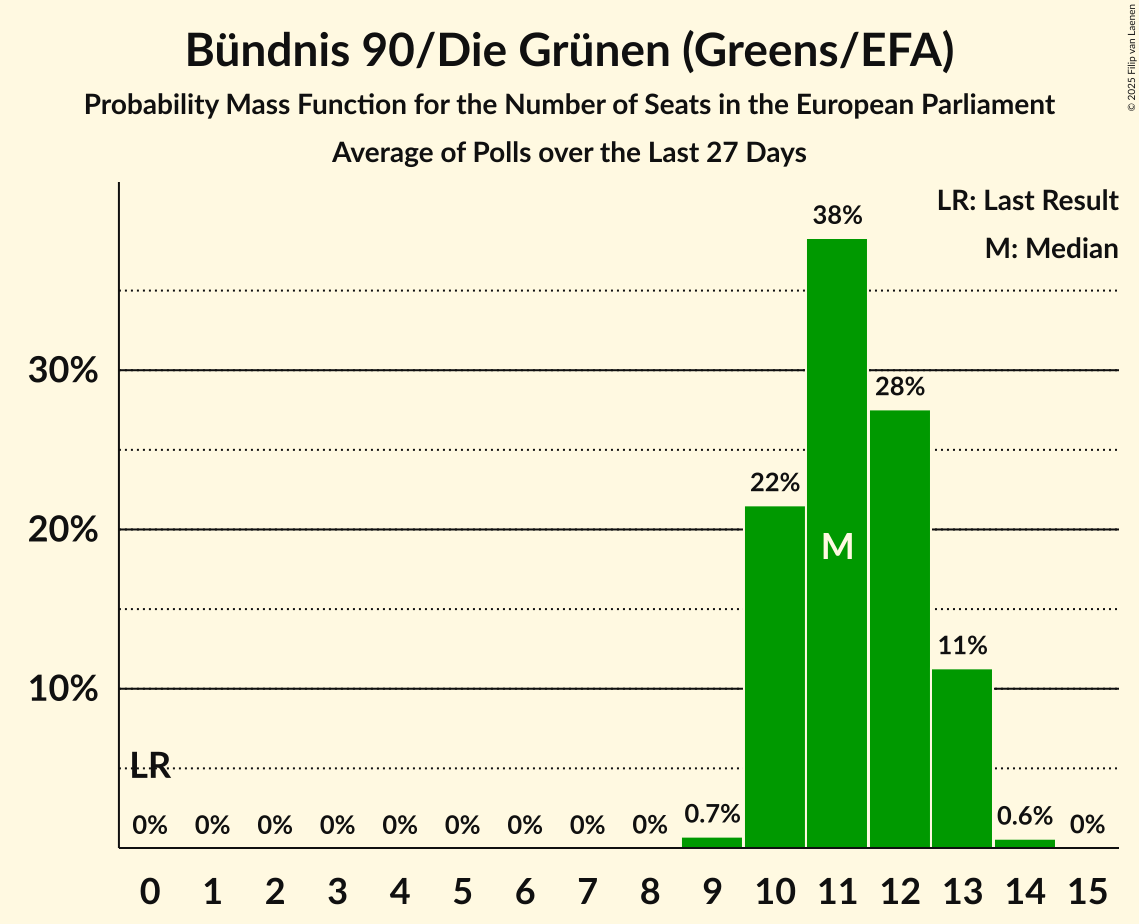 Bündnis 90/Die Grünen (Greens/EFA)
Probability Mass Function for the Number of Seats in the European Parliament
Average of Polls over the Last 27 Days
© 2025 Filip van Laenen
LR: Last Result
M: Median
38%
30%
28%
22%
20%
M
11%
10%
LR
0% 0% 0% 0% 0% 0% 0% 0% 0% 0.7% 0.6% 0%
0 1 2 3 4 5 6 7 8 9 10 11 12 13 14 15